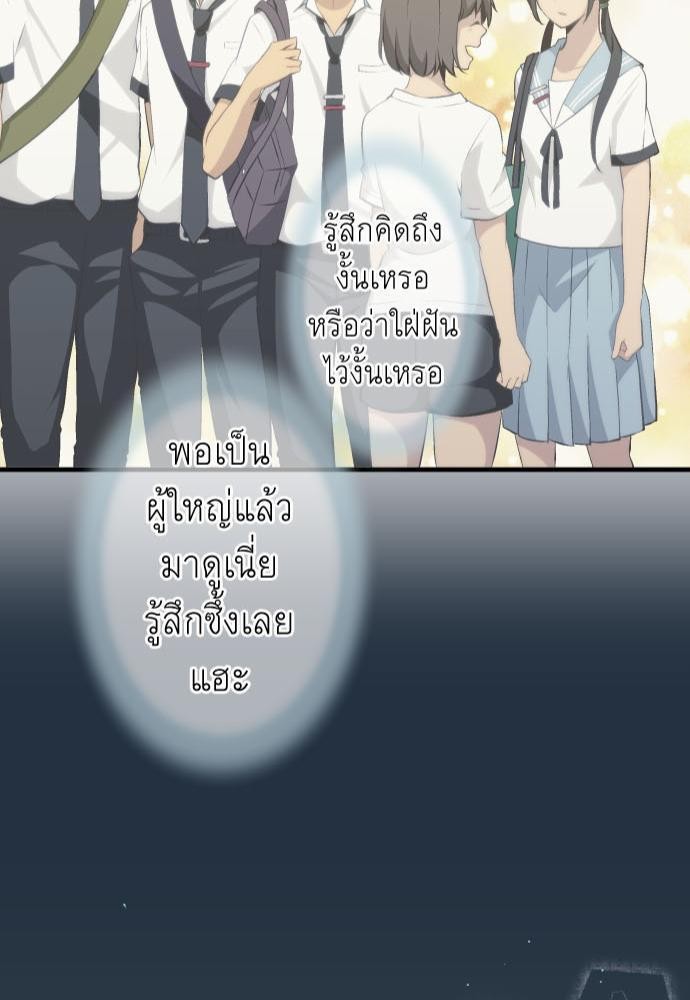 รู้สึกคิดถึง
งั้นเหรอ
หรือว่าใฝ่ฝัน
ไว้งั้นเหรอ
พอเป็น
ผู้ใหญ่แล้ว
มาดูเนี่ย
รู้สึกซึ้งเลย
แฮะ